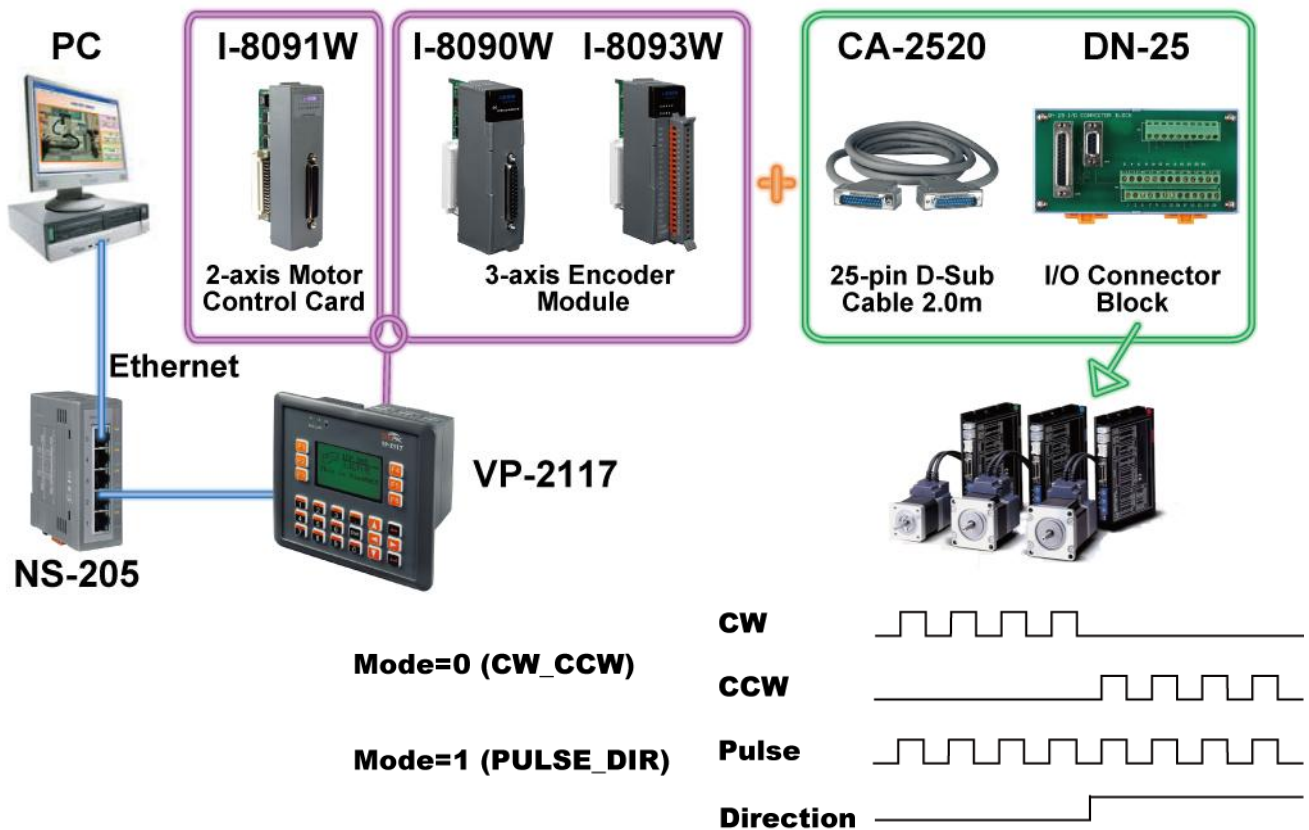 PC
I-8091W
I-8090W
I-8093W
CA-2520
DN-25
2-axis Motor
Control Card
3-axis Encoder
Module
25-pin D-Sub
Cable 2.0m
I/O Connector
Block
Ethernet
VP-2117
NS-205
Mode=0 (CW_CCW)
CW
CCW
Mode=1 (PULSE_DIR)
Pulse
Direction